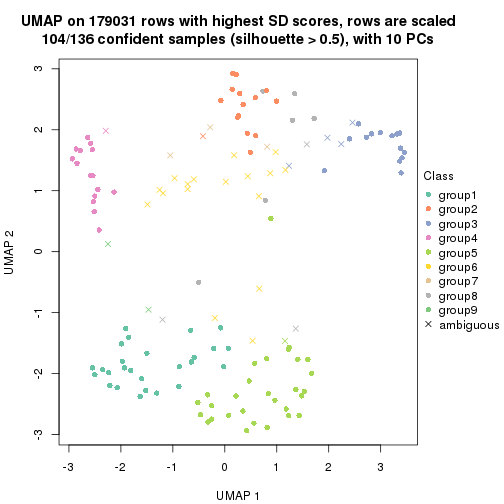 UMAP on 179031 rows with highest SD scores, rows are scaled
104/136 confident samples (silhouette > 0.5), with 10 PCs
3
2
1
0
-1
-2
-3
UMAP 2
-3
-2
-1
0
1
2
3
UMAP 1
Class
group1
group2
group3
group4
group5
group6
group7
group8
group9
ambiguous